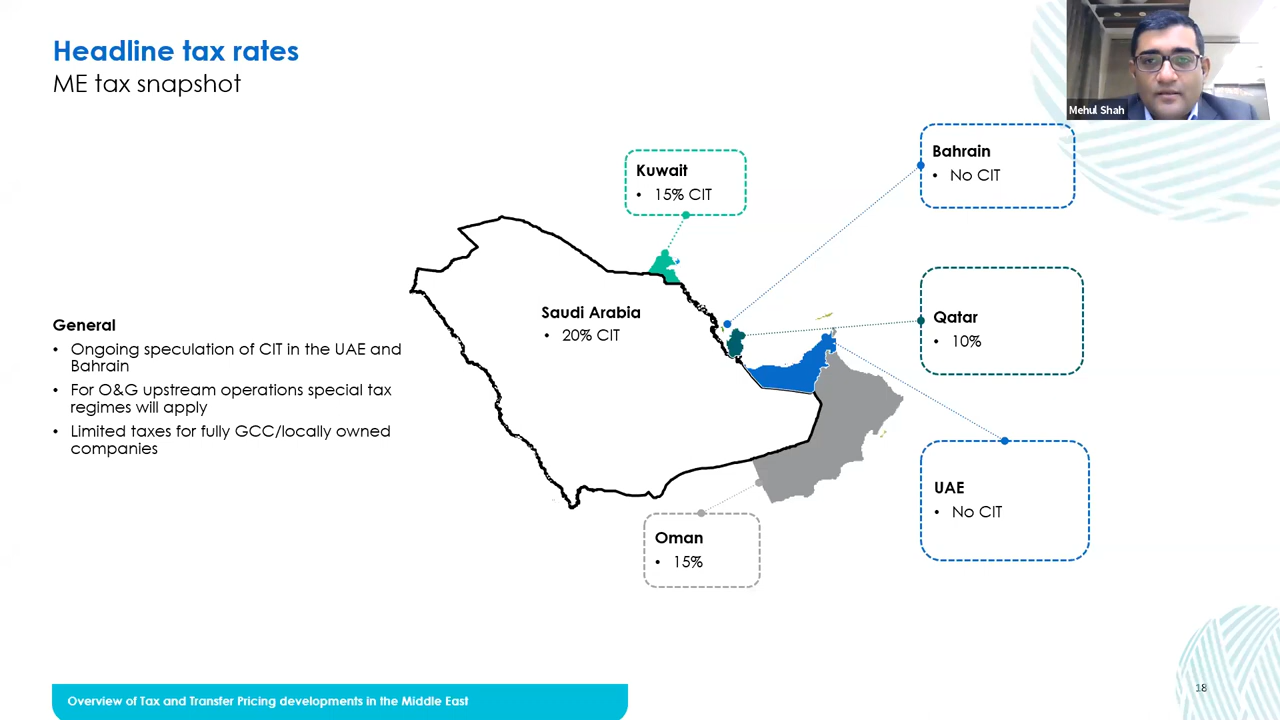 Headline tax rates
ME tax snapshot
Mehul Shah
Kuwait
• 15% CIT
Bahrain
• No CIT
Saudi Arabia
• 20% CIT
Qatar
• 10%
General
• Ongoing speculation of CIT in the UAE and
Bahrain
• For O&G upstream operations special tax
regimes will apply
• Limited taxes for fully GCC/locally owned
companies
UAE
• No CIT
Oman
• 15%
Overview of Tax and Transfer Pricing developments in the Middle East
18